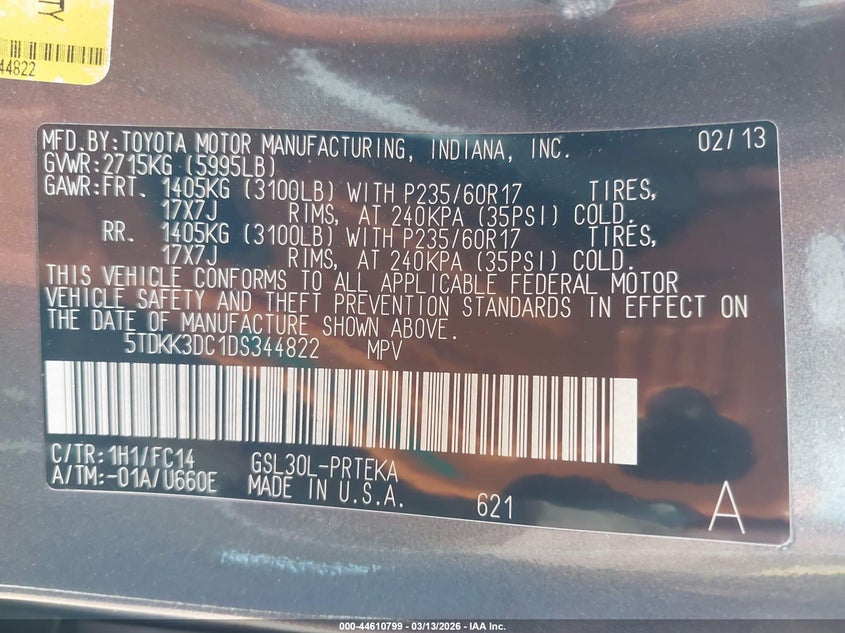 TY
44822
MFD.BY:TOYOTA MOTOR MANUFACTURING, INDIANA, INC. 02/13
GVWR:2715KG (5995LB)
GAWR:FRT. 1405KG (3100LB) WITH P235/60R17 TIRES,
17X7J RIMS, AT 240KPA (35PSI) COLD.
RR. 1405KG (3100LB) WITH P235/60R17 TIRES,
17X7J RIMS, AT 240KPA (35PSI) COLD.
THIS VEHICLE CONFORMS TO ALL APPLICABLE FEDERAL MOTOR
VEHICLE SAFETY AND THEFT PREVENTION STANDARDS IN EFFECT ON
THE DATE OF MANUFACTURE SHOWN ABOVE.
5TDKK3DC1DS344822 MPV
C/TR:1H1/FC14 GSL30L-PRTEKA
A/TM:-01A/U660E MADE IN U.S.A. 621 A
000-44610799 - 03/13/2026 - IAA Inc.